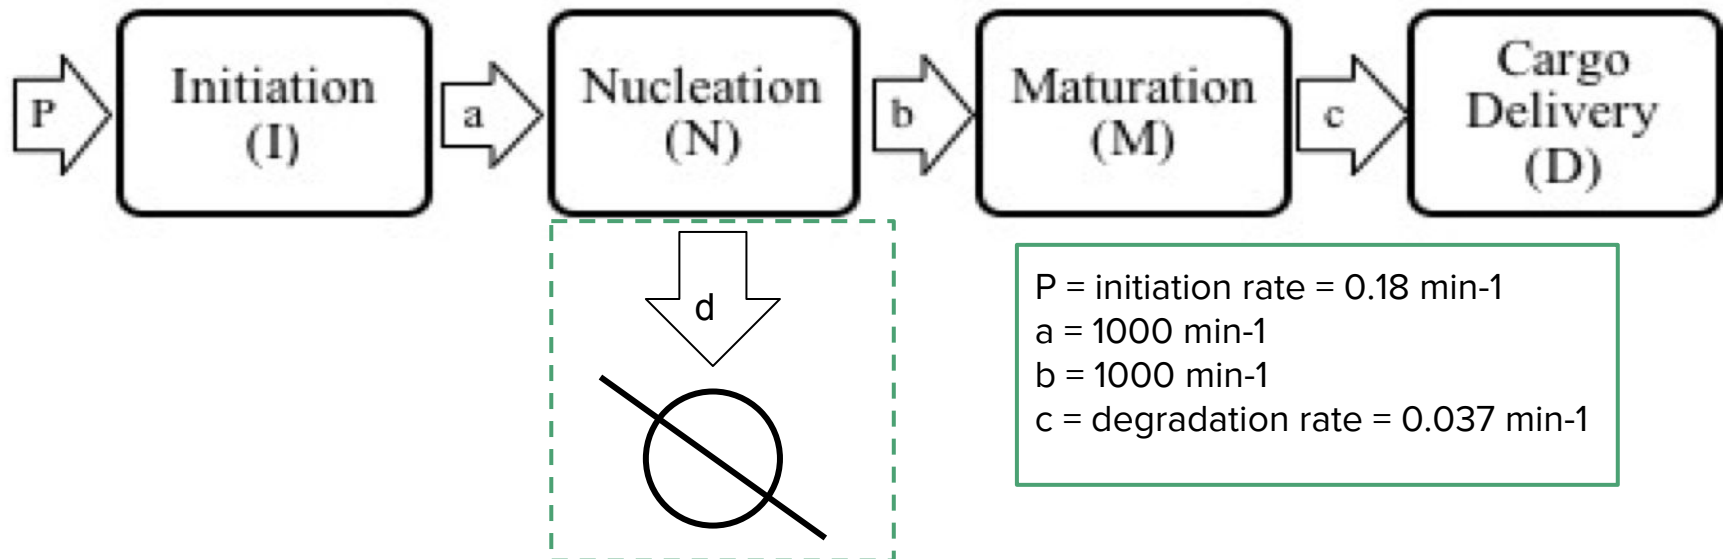 P
Initiation
(I)
a
Nucleation
(N)
b
Maturation
(M)
c
Cargo
Delivery
(D)
d
P = initiation rate = 0.18 min-1
a = 1000 min-1
b = 1000 min-1
c = degradation rate = 0.037 min-1